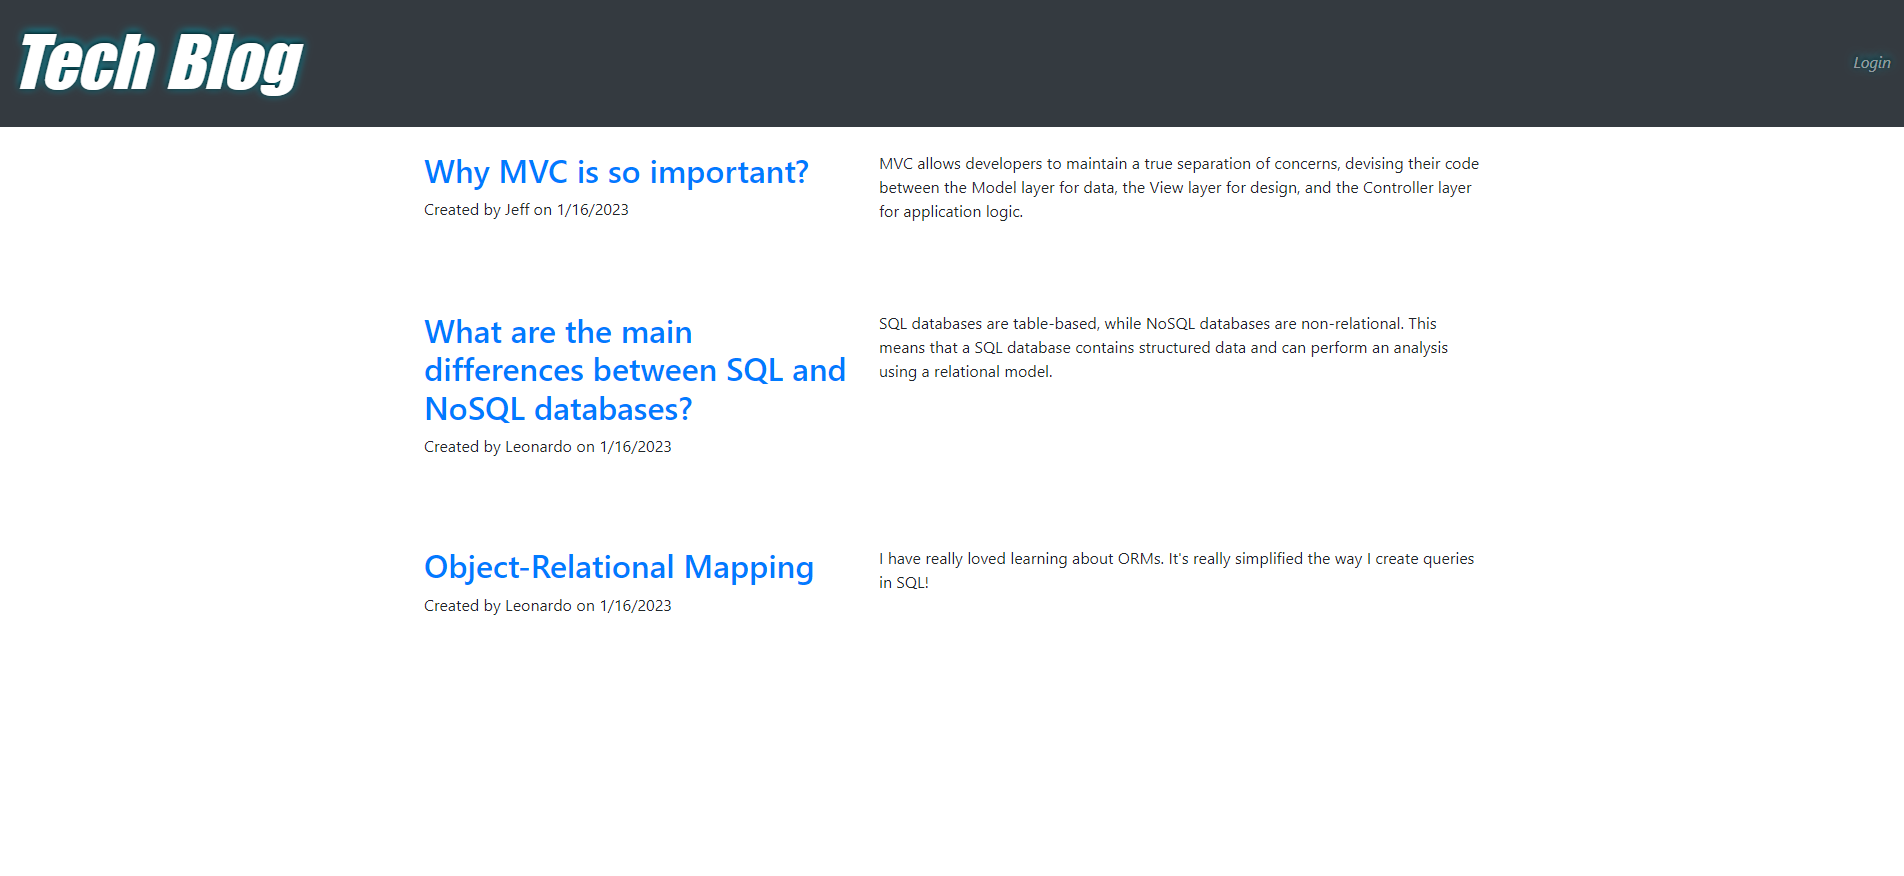 Tech Blog
Login
Why MVC is so important?
Created by Jeff on 1/16/2023
MVC allows developers to maintain a true separation of concerns, devising their code
between the Model layer for data, the View layer for design, and the Controller layer
for application logic.
What are the main
differences between SQL and
NoSQL databases?
Created by Leonardo on 1/16/2023
SQL databases are table-based, while NoSQL databases are non-relational. This
means that a SQL database contains structured data and can perform an analysis
using a relational model.
Object-Relational Mapping
Created by Leonardo on 1/16/2023
I have really loved learning about ORMs. It's really simplified the way I create queries
in SQL!